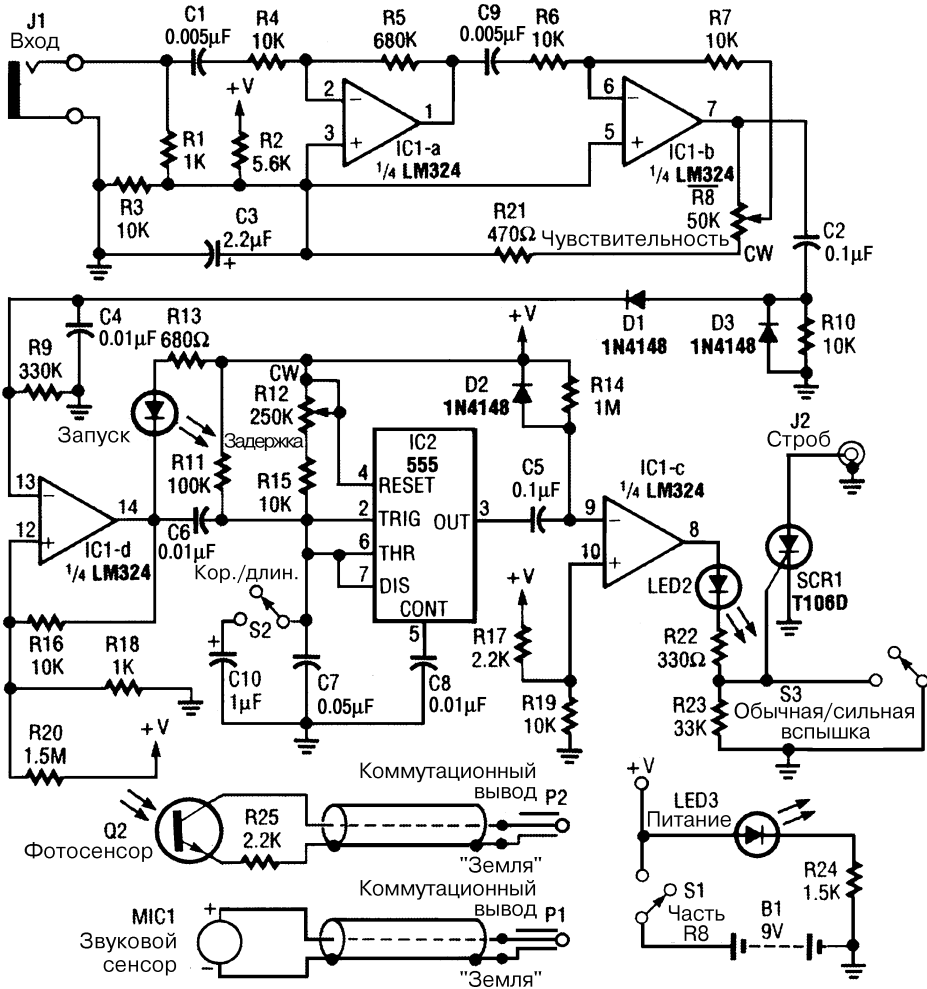 J1
Вход
C1
0.005µF
R4
10K
R5
680K
C9
0.005µF
R6
10K
R7
10K
+V
2
−
3
+
1
IC1-a
1/4 LM324
6
−
5
+
7
IC1-b
1/4 LM324
R1
1K
R2
5.6K
R3
10K
C3
2.2µF
+
R21
470Ω
R8
50K
Чувствительность
CW
C2
0.1µF
C4
0.01µF
R13
680Ω
R9
330K
+V
D1
1N4148
D3
1N4148
R10
10K
Запуск
CW
R12
250K
Задержка
D2
1N4148
R14
1M
J2
Строб
R11
100K
R15
10K
IC2
555
4
RESET
2
TRIG
OUT
3
6
THR
7
DIS
CONT
5
C5
0.1µF
IC1-c
1/4 LM324
9
−
10
+
8
13
−
12
+
14
IC1-d
1/4 LM324
C6
0.01µF
Кор./длин.
S2
+V
LED2
SCR1
T106D
R16
10K
R18
1K
+
C10
1µF
C7
0.05µF
C8
0.01µF
R17
2.2K
R19
10K
R22
330Ω
R23
33K
S3
Обычная/сильная
вспышка
R20
1.5M
+V
Q2
Фотосенсор
R25
2.2K
Коммутационный
вывод
P2
"Земля"
+V
LED3
Питание
R24
1.5K
S1
Часть
R8
B1
9V
MIC1
Звуковой
сенсор
+
−
Коммутационный
вывод
P1
"Земля"